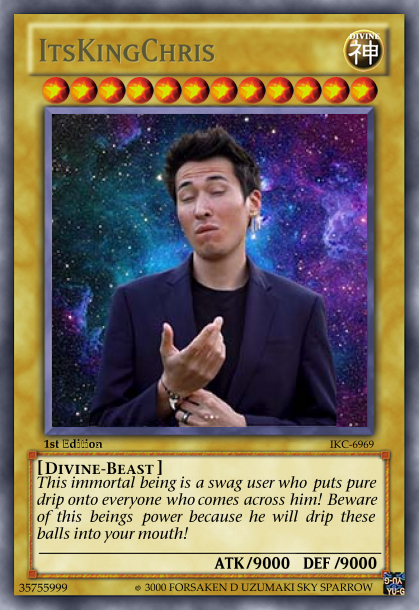 ItsKingChris
DIVINE
神
1st Edition
IKC-6969
[DIVINE-BEAST]
This immortal being is a swag user who puts pure
drip onto everyone who comes across him! Beware
of this beings power because he will drip these
balls into your mouth!
ATK/9000 DEF/9000
35755999
® 3000 FORSAKEN D UZUMAKI SKY SPARROW
YU-G